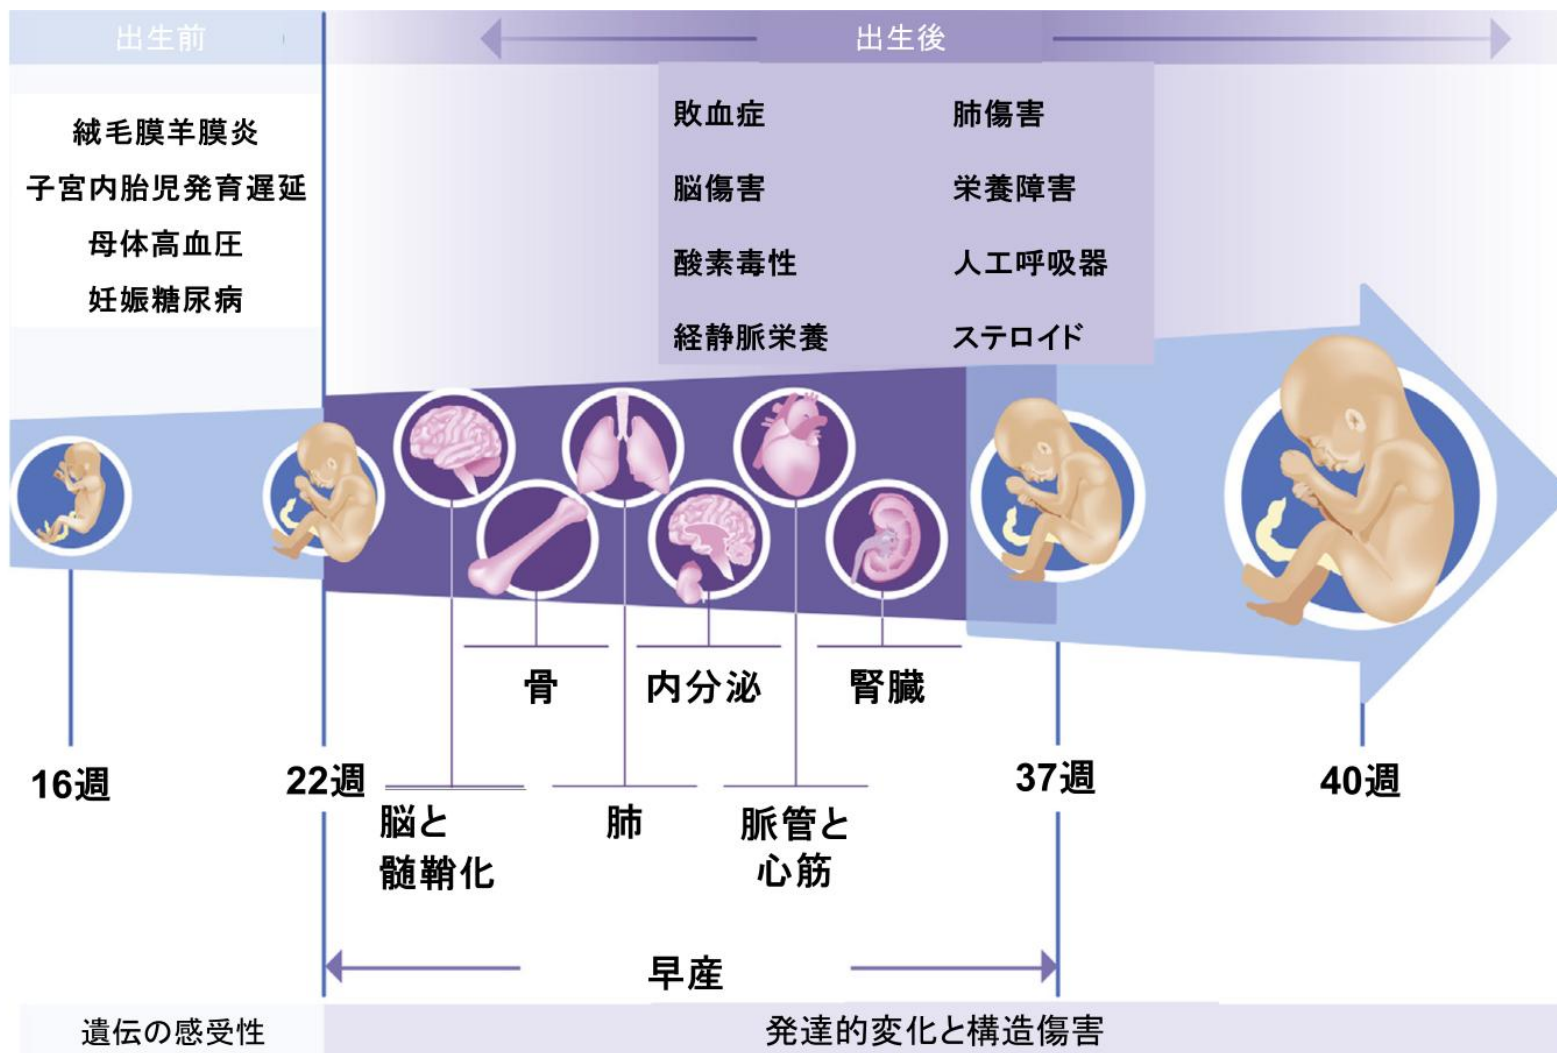 出生前
出生後
絨毛膜羊膜炎
子宮内胎児発育遅延
母体高血圧
妊娠糖尿病
敗血症
肺傷害
脳傷害
栄養障害
酸素毒性
人工呼吸器
経静脈栄養
ステロイド
骨
内分泌
腎臓
16週
22週
37週
40週
脳と
髄鞘化
肺
脈管と
心筋
早産
遺伝の感受性
発達的変化と構造傷害